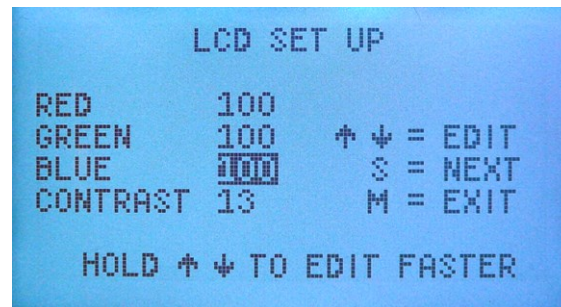 LCD SET UP
RED 100
GREEN 100 ↑ ↓ = EDIT
BLUE 100 S = NEXT
CONTRAST 13 M = EXIT
HOLD ↑ ↓ TO EDIT FASTER